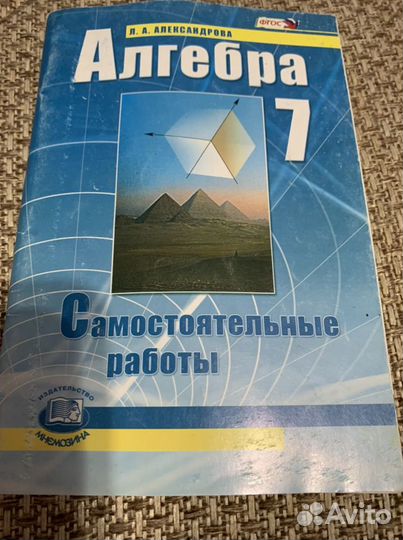 Л. А. АЛЕКСАНДРОВА
ФГОС
Алгебра
7
Самостоятельные
работы
ИЗДАТЕЛЬСТВО
МНЕМОЗИНА
Avito